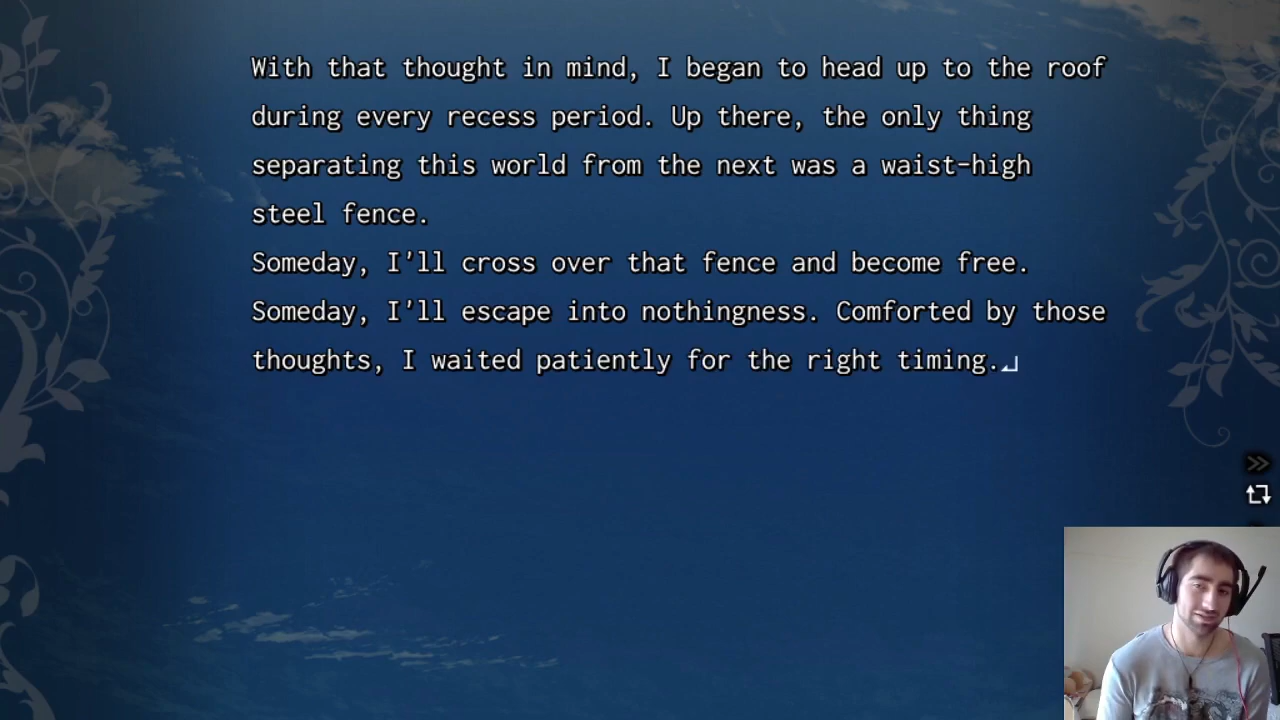 With that thought in mind, I began to head up to the roof
during every recess period. Up there, the only thing
separating this world from the next was a waist-high
steel fence.
Someday, I'll cross over that fence and become free.
Someday, I'll escape into nothingness. Comforted by those
thoughts, I waited patiently for the right timing.